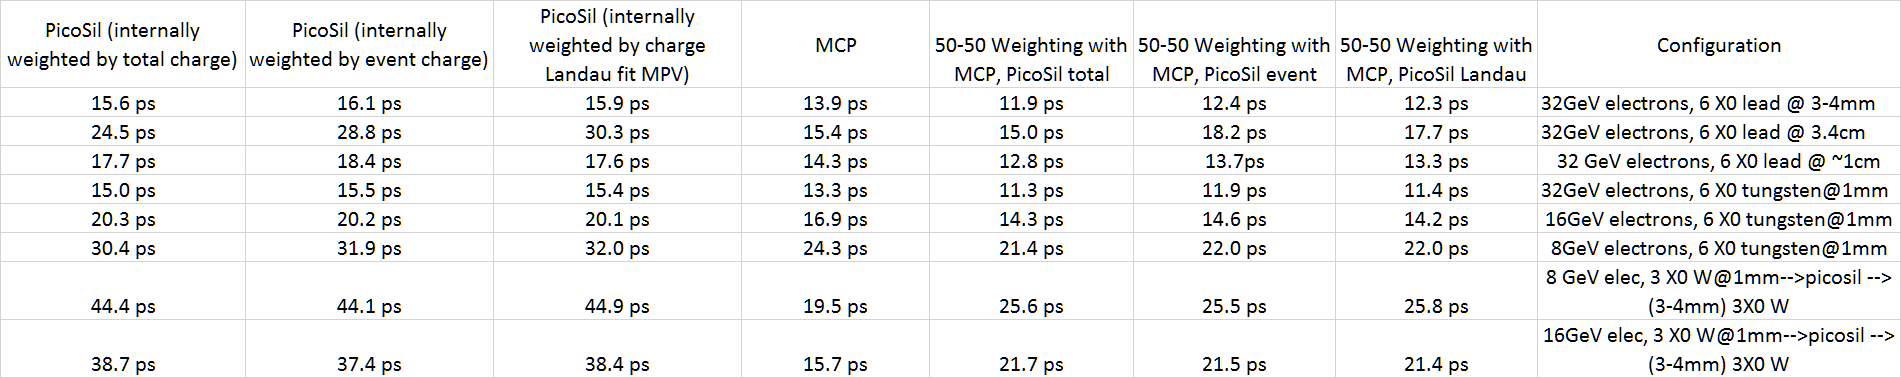 PicoSil (internally weighted by total charge) PicoSil (internally weighted by event charge) PicoSil (internally weighted by charge Landau fit MPV) MCP 50-50 Weighting with MCP, PicoSil total 50-50 Weighting with MCP, PicoSil event 50-50 Weighting with MCP, PicoSil Landau Configuration
15.6 ps 16.1 ps 15.9 ps 13.9 ps 11.9 ps 12.4 ps 12.3 ps 32GeV electrons, 6 X0 lead @ 3-4mm
24.5 ps 28.8 ps 30.3 ps 15.4 ps 15.0 ps 18.2 ps 17.7 ps 32GeV electrons, 6 X0 lead @ 3.4cm
17.7 ps 18.4 ps 17.6 ps 14.3 ps 12.8 ps 13.7ps 13.3 ps 32 GeV electrons, 6 X0 lead @ ~1cm
15.0 ps 15.5 ps 15.4 ps 13.3 ps 11.3 ps 11.9 ps 11.4 ps 32GeV electrons, 6 X0 tungsten@1mm
20.3 ps 20.2 ps 20.1 ps 16.9 ps 14.3 ps 14.6 ps 14.2 ps 16GeV electrons, 6 X0 tungsten@1mm
30.4 ps 31.9 ps 32.0 ps 24.3 ps 21.4 ps 22.0 ps 22.0 ps 8GeV electrons, 6 X0 tungsten@1mm
44.4 ps 44.1 ps 44.9 ps 19.5 ps 25.6 ps 25.5 ps 25.8 ps 8 GeV elec, 3 X0 W@1mm-->picosil --> (3-4mm) 3X0 W
38.7 ps 37.4 ps 38.4 ps 15.7 ps 21.7 ps 21.5 ps 21.4 ps 16GeV elec, 3 X0 W@1mm-->picosil --> (3-4mm) 3X0 W